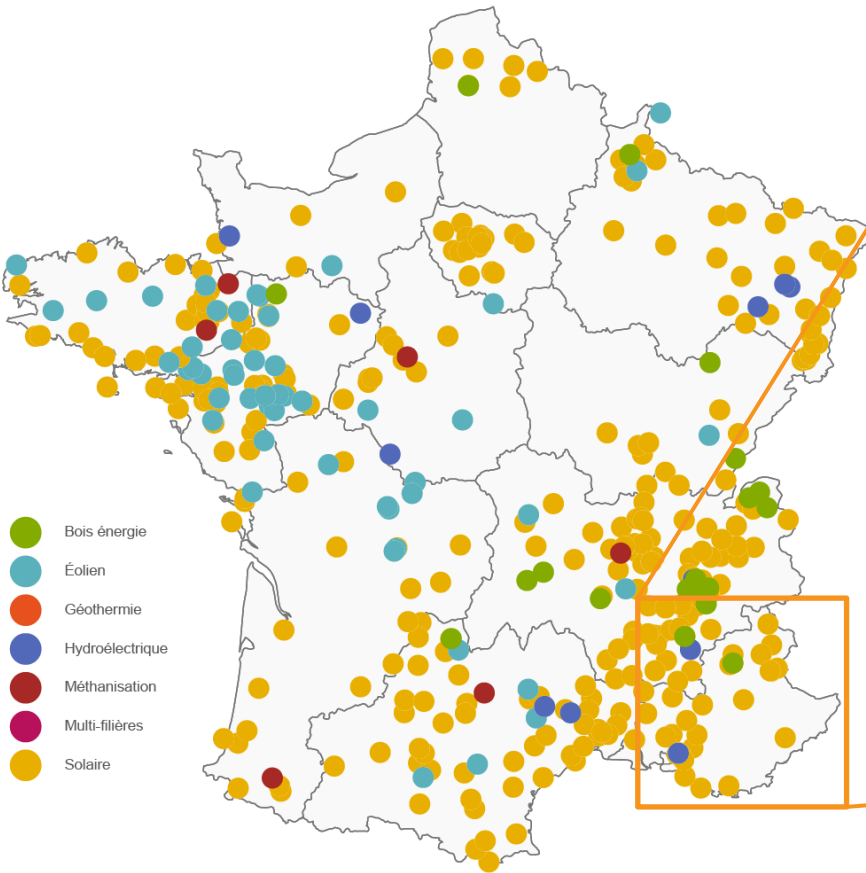 Bois énergie
Éolien
Géothermie
Hydroélectrique
Méthanisation
Multi-filières
Solaire